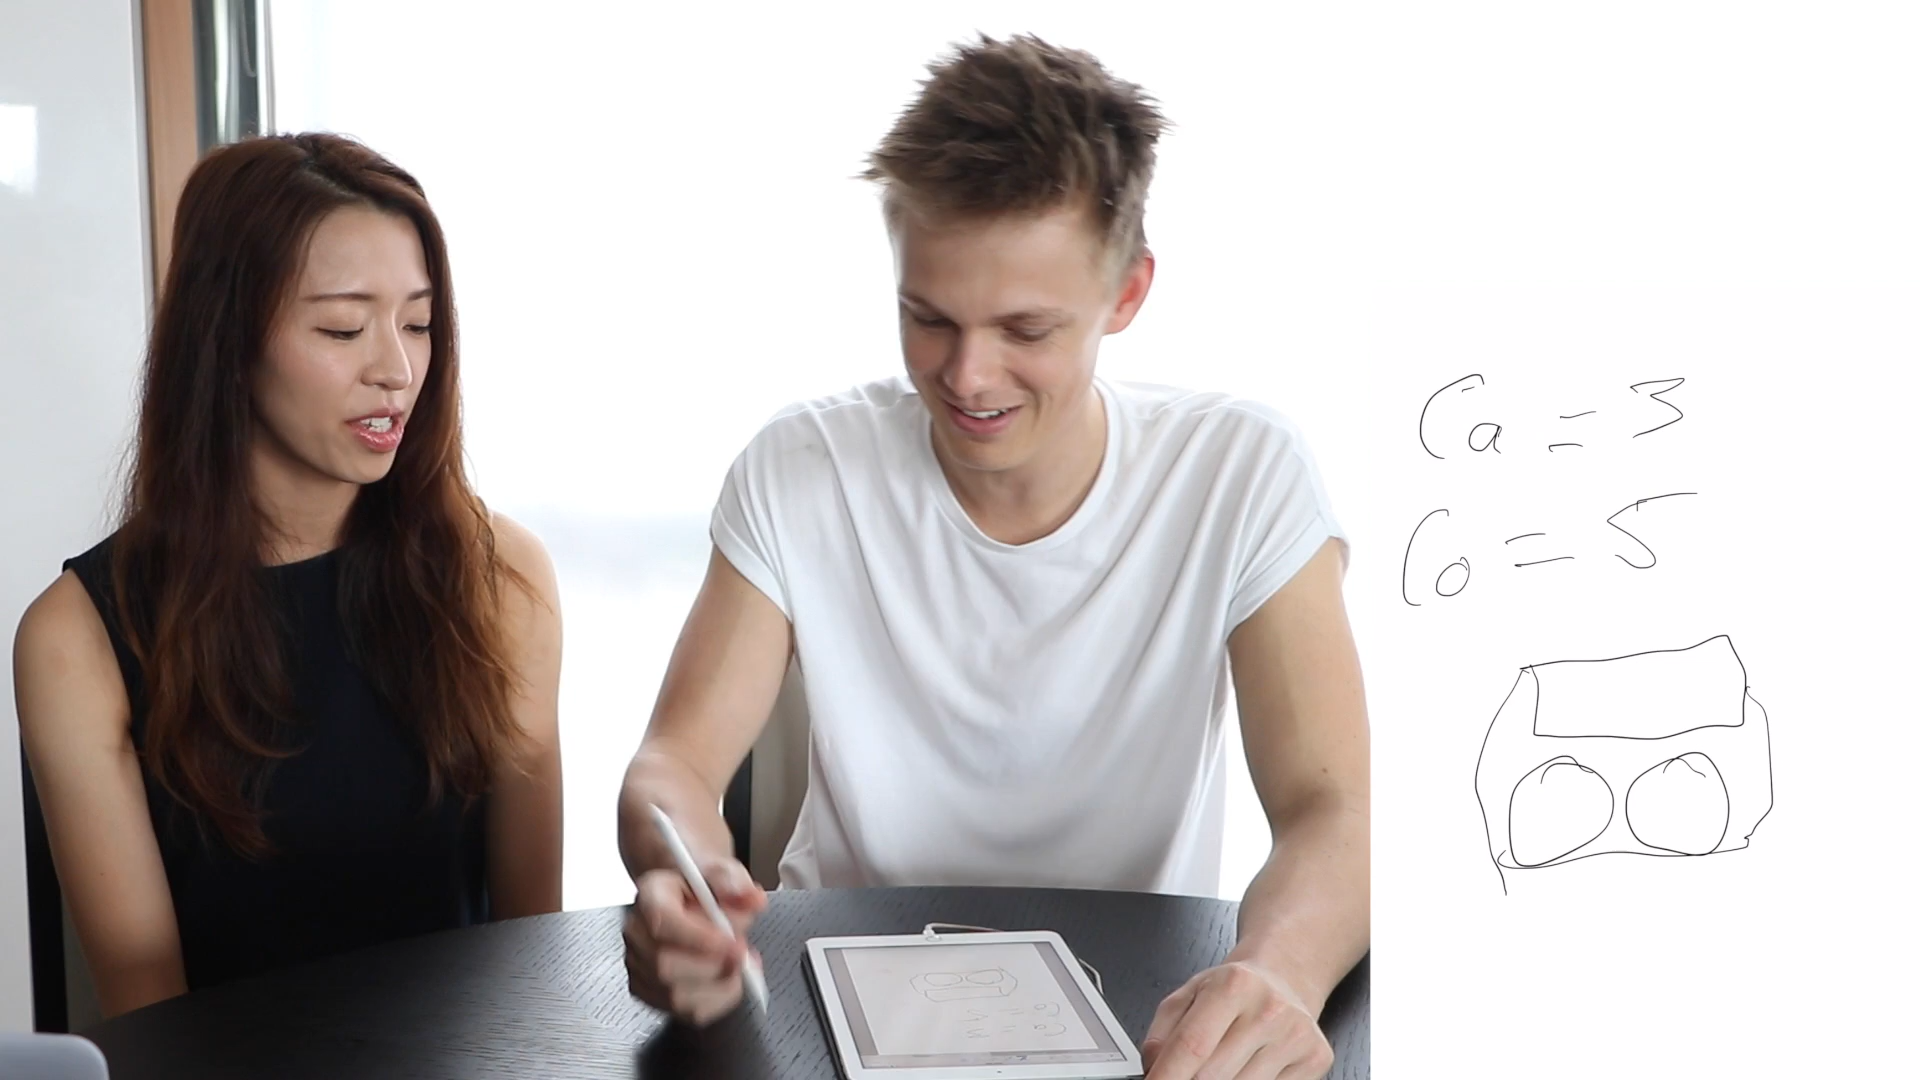 Ca = 3
Co = 5